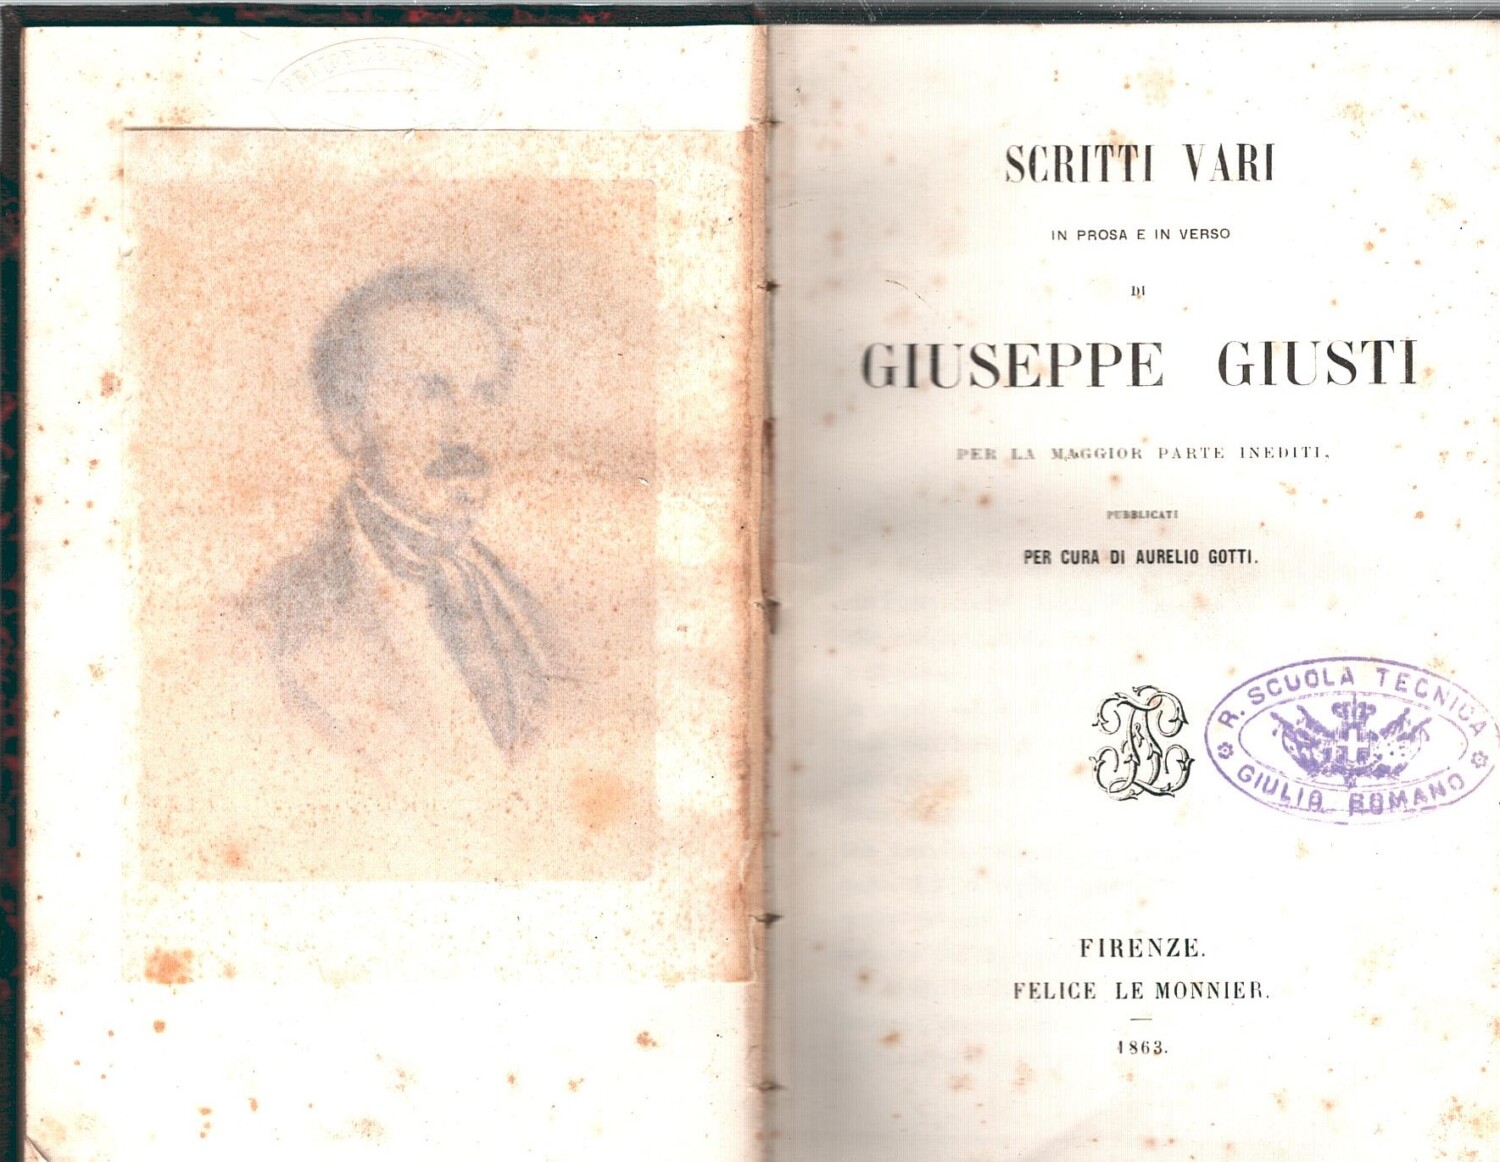 SCRITTI VARI
IN PROSA E IN VERSO
DI
GIUSEPPE GIUSTI
PER LA MAGGIOR PARTE INEDITI,
PUBBLICATI
PER CURA DI AURELIO GOTTI.
R. SCUOLA TECNICA
GIULIO ROMANO
FIRENZE.
FELICE LE MONNIER.
1863.